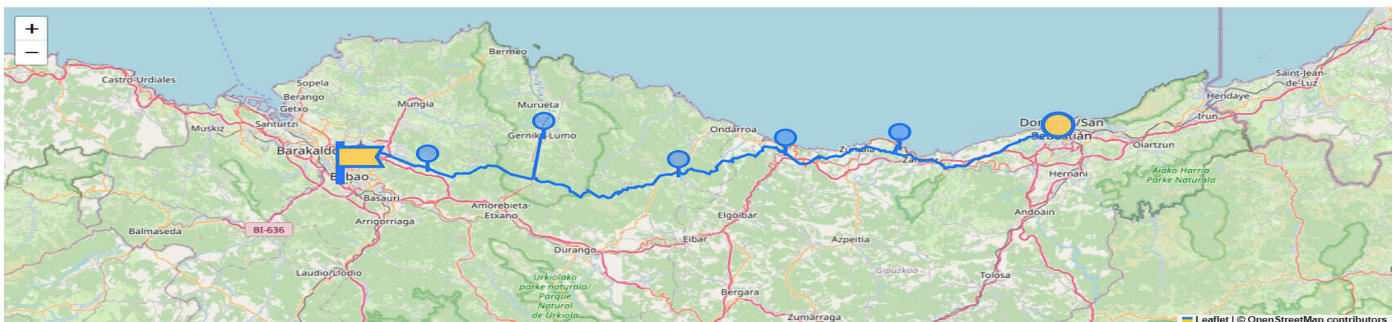 +
−
Castro-Urdiales
Sopela
Berango
Getxo
Santurtzi
Muskiz
Barakaldo
Bilbao
Basauri
Arrigorriaga
BI-636
Balmaseda
Laudio/Llodio
Mungia
Bermeo
Murueta
Gernika-Lumo
Amorebieta-
Etxano
Durango
Urkiolako
parke naturala/
Parque
Natural
de Urkiola
Ondarroa
Elgoibar
Eibar
Bergara
Zumarraga
Azpeitia
Zumaia
Zarautz
Gipuzkoa
Tolosa
Andoain
Hernani
Sebastián
Oiartzun
Irun
Hendaye
Saint-Jean-
de-Luz
Aiako Harria
Parke Naturala
Leaflet | © OpenStreetMap contributors